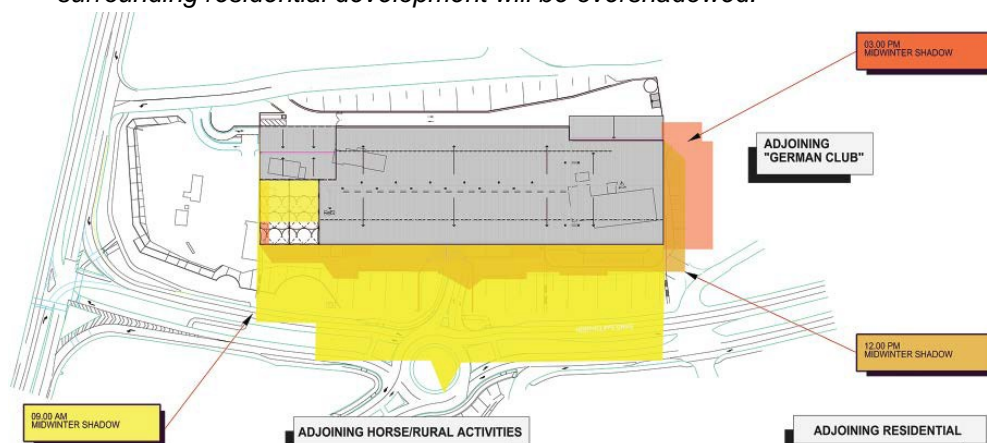 surrounding residential development will be overshadowed.
03.00 PM
MIDWINTER SHADOW
ADJOINING
"GERMAN CLUB"
12.00 PM
MIDWINTER SHADOW
09.00 AM
MIDWINTER SHADOW
ADJOINING HORSE/RURAL ACTIVITIES
ADJOINING RESIDENTIAL